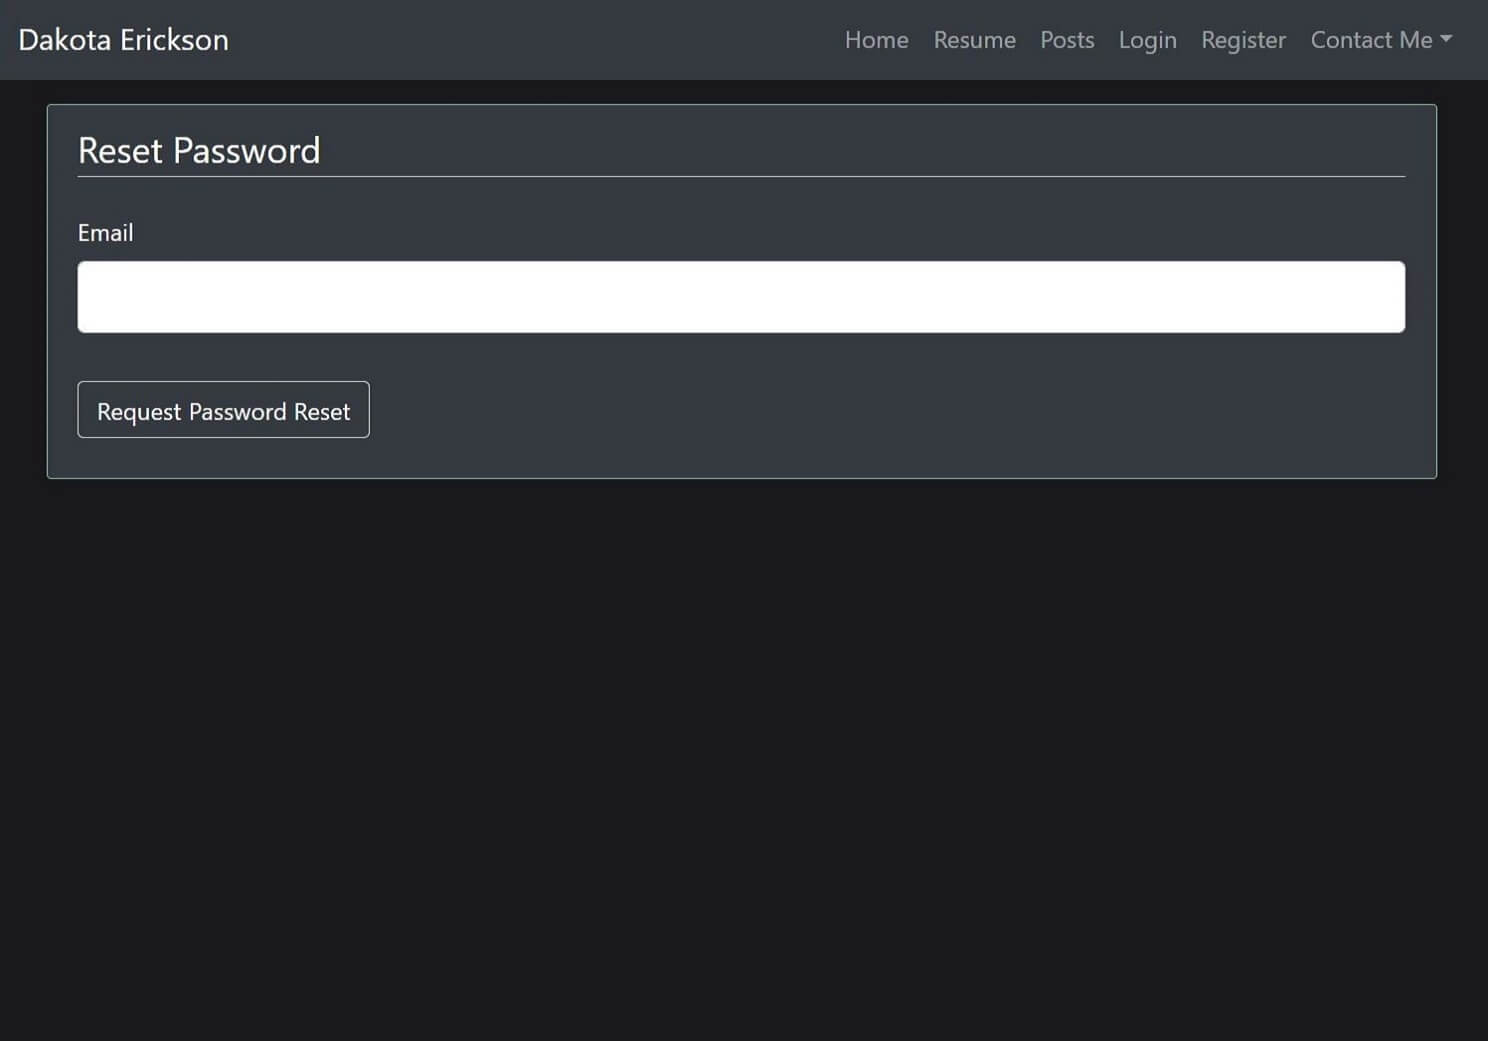 Dakota Erickson
Home Resume Posts Login Register Contact Me
Reset Password
Email
Request Password Reset